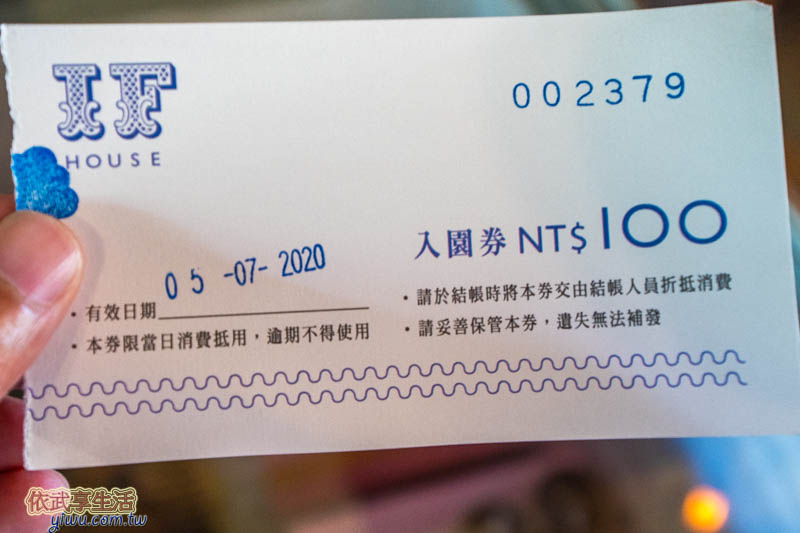 IF
HOUSE
002379
入園券 NT$100
05-07-2020
・有效日期
・本券限當日消費抵用，逾期不得使用
・請於結帳時將本券交由結帳人員折抵消費
・請妥善保管本券，遺失無法補發
依武享生活
yiwu.com.tw